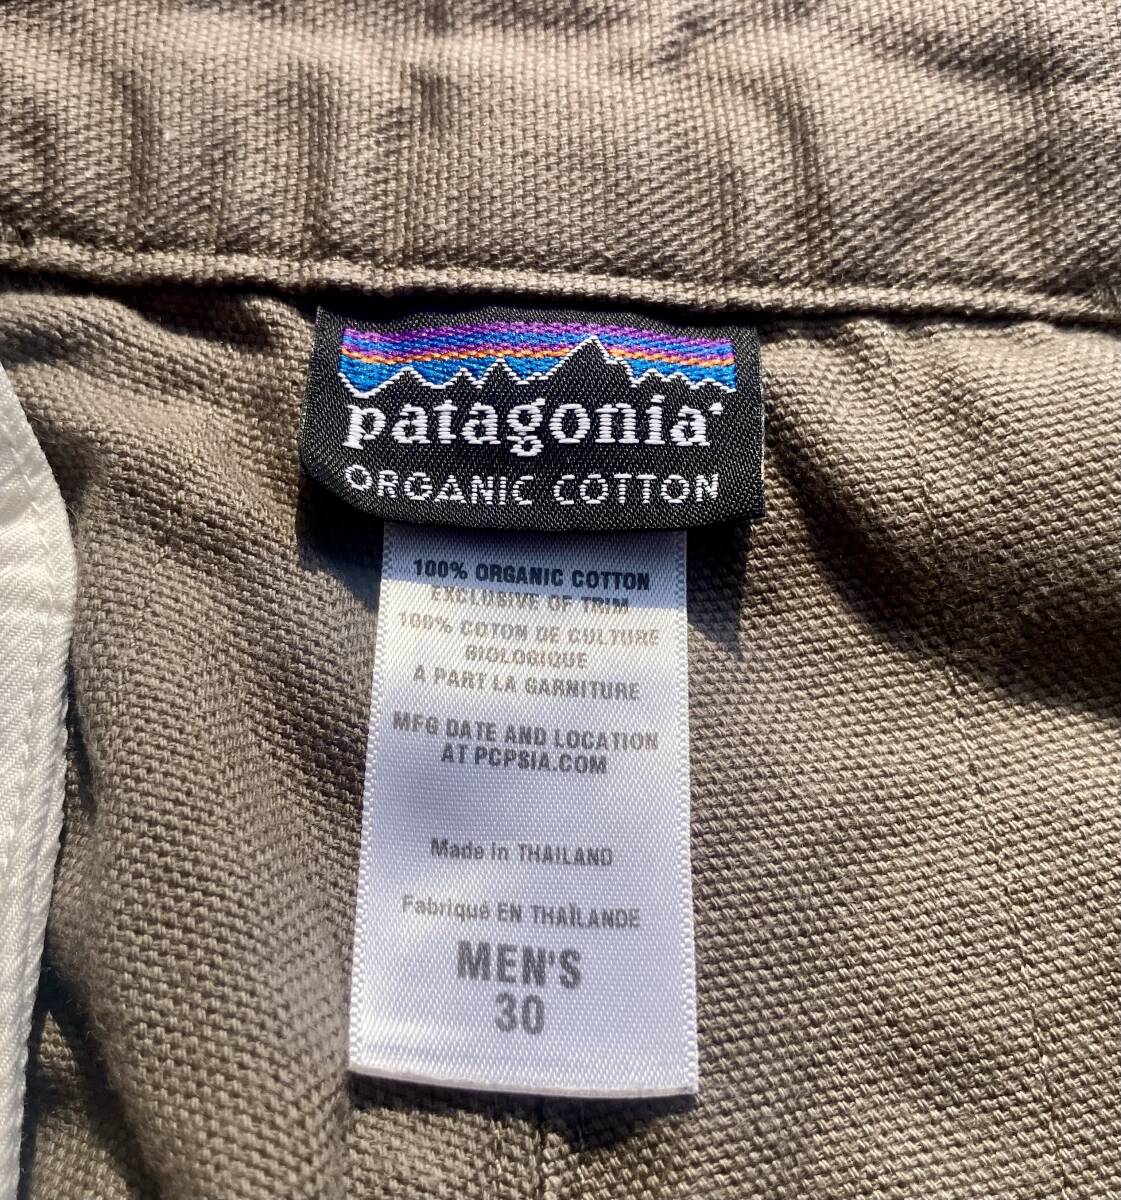 patagonia
ORGANIC COTTON
100% ORGANIC COTTON
EXCLUSIVE OF TRIM
100% COTON DE CULTURE
BIOLOGIQUE
À PART LA GARNITURE
MFG DATE AND LOCATION
AT PCPSIA.COM
Made in THAILAND
Fabriqué EN THAÏLANDE
MEN'S
30